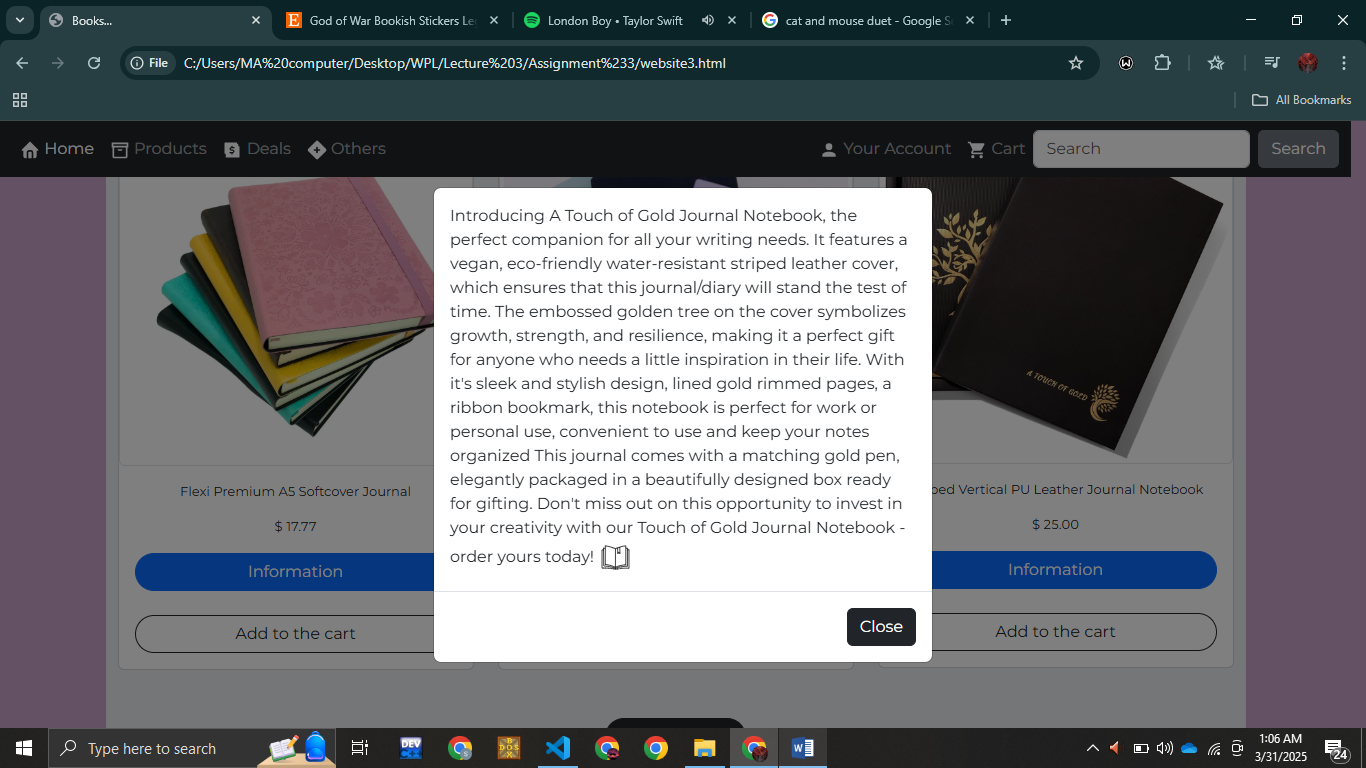 Books...
God of War Bookish Stickers Le
London Boy • Taylor Swift
cat and mouse duet - Google S
File
C:/Users/MA%20computer/Desktop/WPL/Lecture%203/Assignment%233/website3.html
All Bookmarks
Home Products Deals Others Your Account Cart Search Search
Introducing A Touch of Gold Journal Notebook, the
perfect companion for all your writing needs. It features a
vegan, eco-friendly water-resistant striped leather cover,
which ensures that this journal/diary will stand the test of
time. The embossed golden tree on the cover symbolizes
growth, strength, and resilience, making it a perfect gift
for anyone who needs a little inspiration in their life. With
it's sleek and stylish design, lined gold rimmed pages, a
ribbon bookmark, this notebook is perfect for work or
personal use, convenient to use and keep your notes
organized This journal comes with a matching gold pen,
elegantly packaged in a beautifully designed box ready
for gifting. Don't miss out on this opportunity to invest in
your creativity with our Touch of Gold Journal Notebook -
order yours today!
Close
Flexi Premium A5 Softcover Journal
$ 17.77
Information
Add to the cart
A TOUCH OF GOLD
Vertical PU Leather Journal Notebook
$ 25.00
Information
Add to the cart
Type here to search
DEV
DOS
1:06 AM
3/31/2025
24